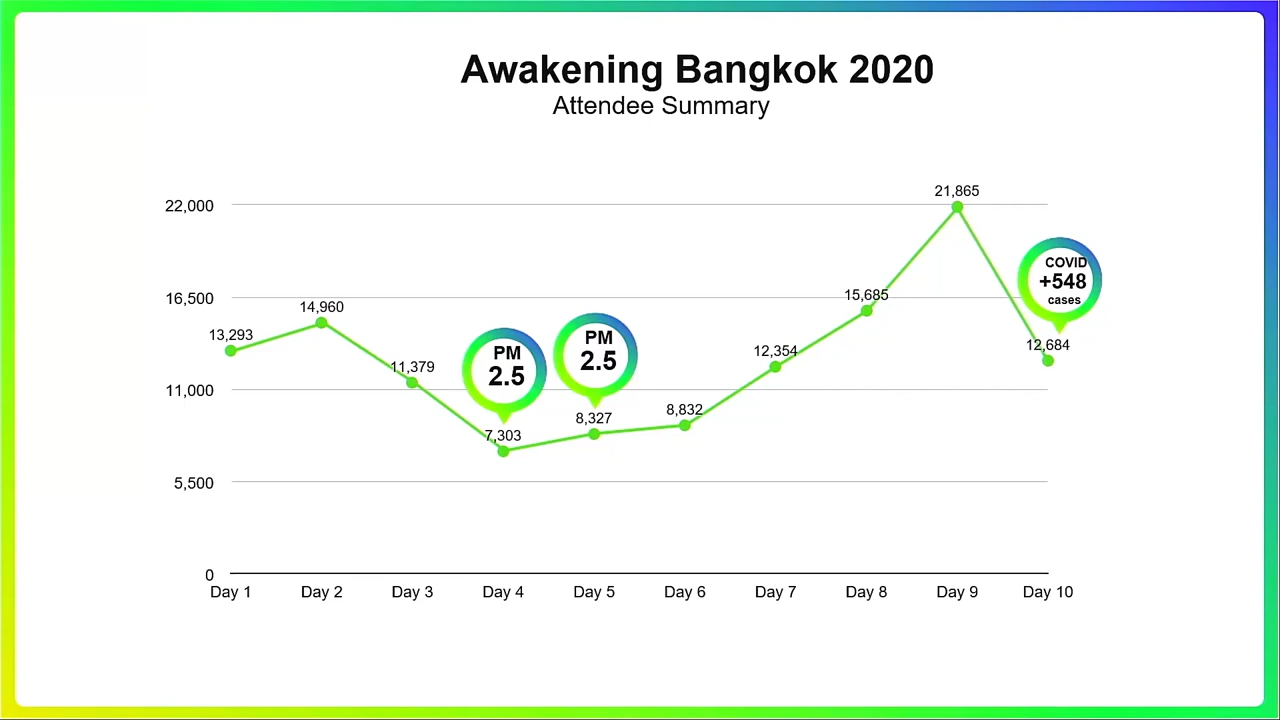 Awakening Bangkok 2020
Attendee Summary
22,000
16,500
11,000
5,500
0
13,293
14,960
11,379
7,303
8,327
8,832
12,354
15,685
21,865
12,684
PM
2.5
PM
2.5
COVID
+548
cases
Day 1
Day 2
Day 3
Day 4
Day 5
Day 6
Day 7
Day 8
Day 9
Day 10